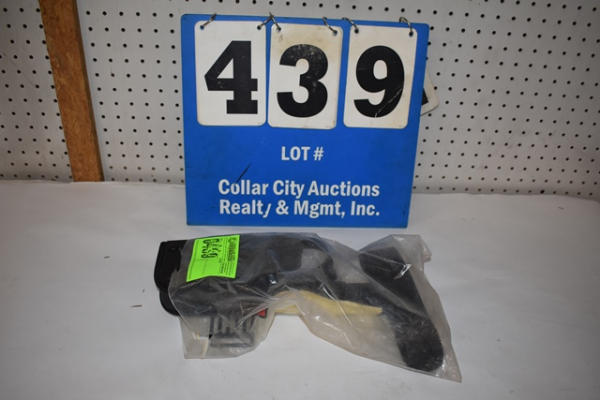 439
LOT #
Collar City Auctions
Realty & Mgmt, Inc.